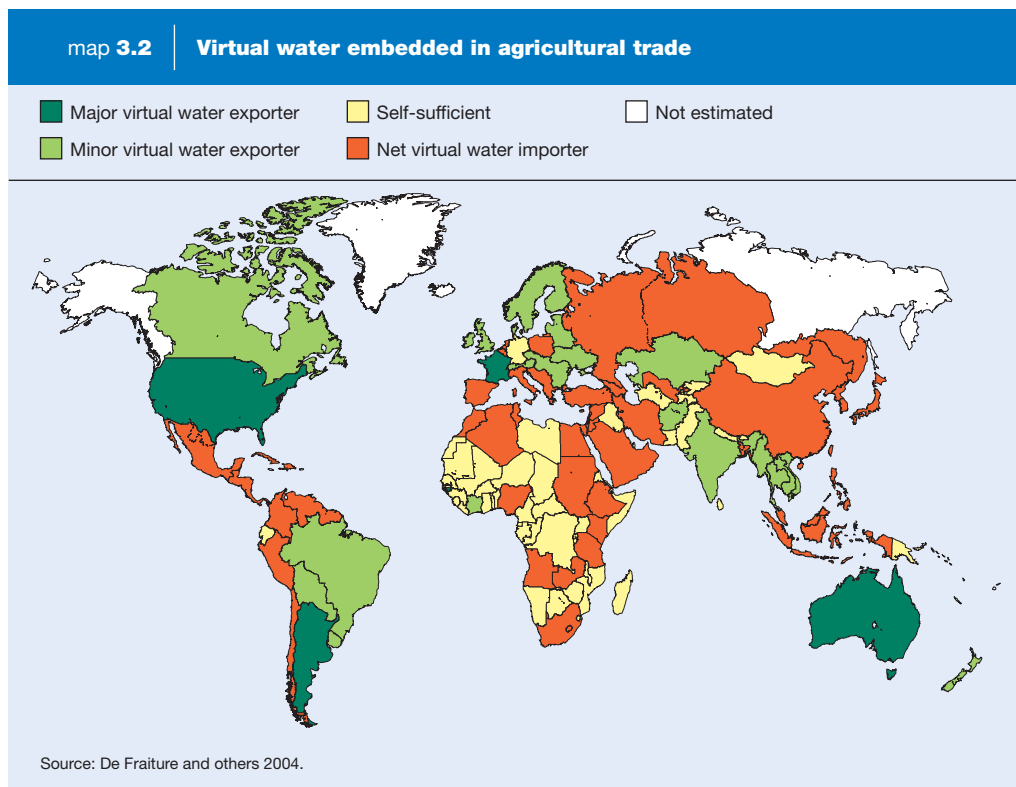 map 3.2 Virtual water embedded in agricultural trade
Major virtual water exporter
Self-sufficient
Not estimated
Minor virtual water exporter
Net virtual water importer
Source: De Fraiture and others 2004.